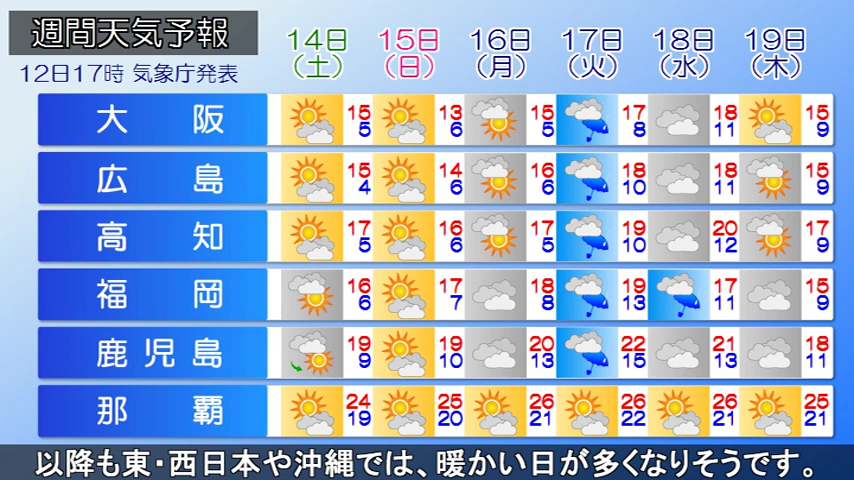 週間天気予報
12日17時 気象庁発表
14日 15日 16日 17日 18日 19日
(土) (日) (月) (火) (水) (木)
大阪 15 5 13 6 15 5 17 8 18 11 15 9
広島 15 4 14 6 16 6 18 10 18 11 15 9
高知 17 5 16 6 17 5 19 10 20 12 17 9
福岡 16 6 17 7 18 8 19 13 17 11 15 9
鹿児島 19 9 19 10 20 13 22 15 21 13 18 11
那覇 24 19 25 20 26 21 26 22 26 21 25 21
以降も東・西日本や沖縄では、暖かい日が多くなりそうです。